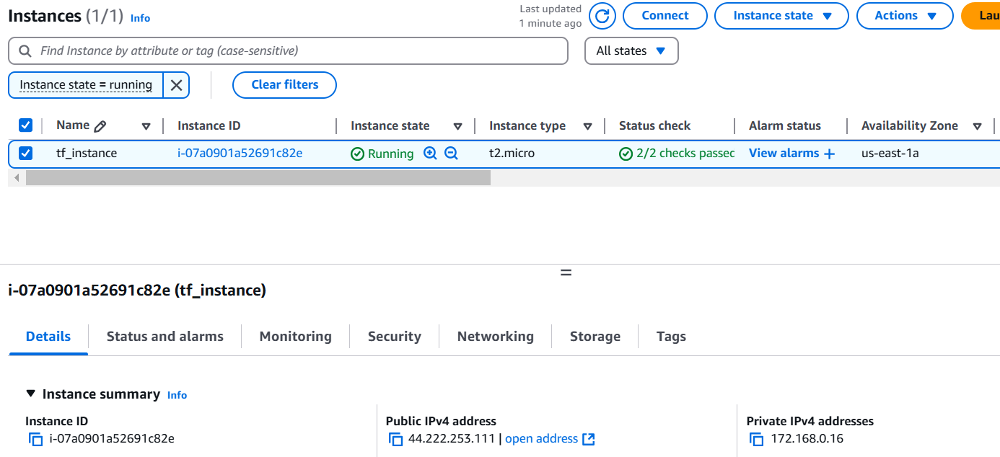 Instances (1/1) Info
Last updated
1 minute ago
Connect
Instance state
Actions
Lau
Find Instance by attribute or tag (case-sensitive)
All states
Instance state = running
Clear filters
Name Instance ID Instance state Instance type Status check Alarm status Availability Zone
tf_instance i-07a0901a52691c82e Running t2.micro 2/2 checks passec View alarms + us-east-1a
i-07a0901a52691c82e (tf_instance)
Details Status and alarms Monitoring Security Networking Storage Tags
Instance summary Info
Instance ID Public IPv4 address Private IPv4 addresses
i-07a0901a52691c82e 44.222.253.111 | open address 172.168.0.16